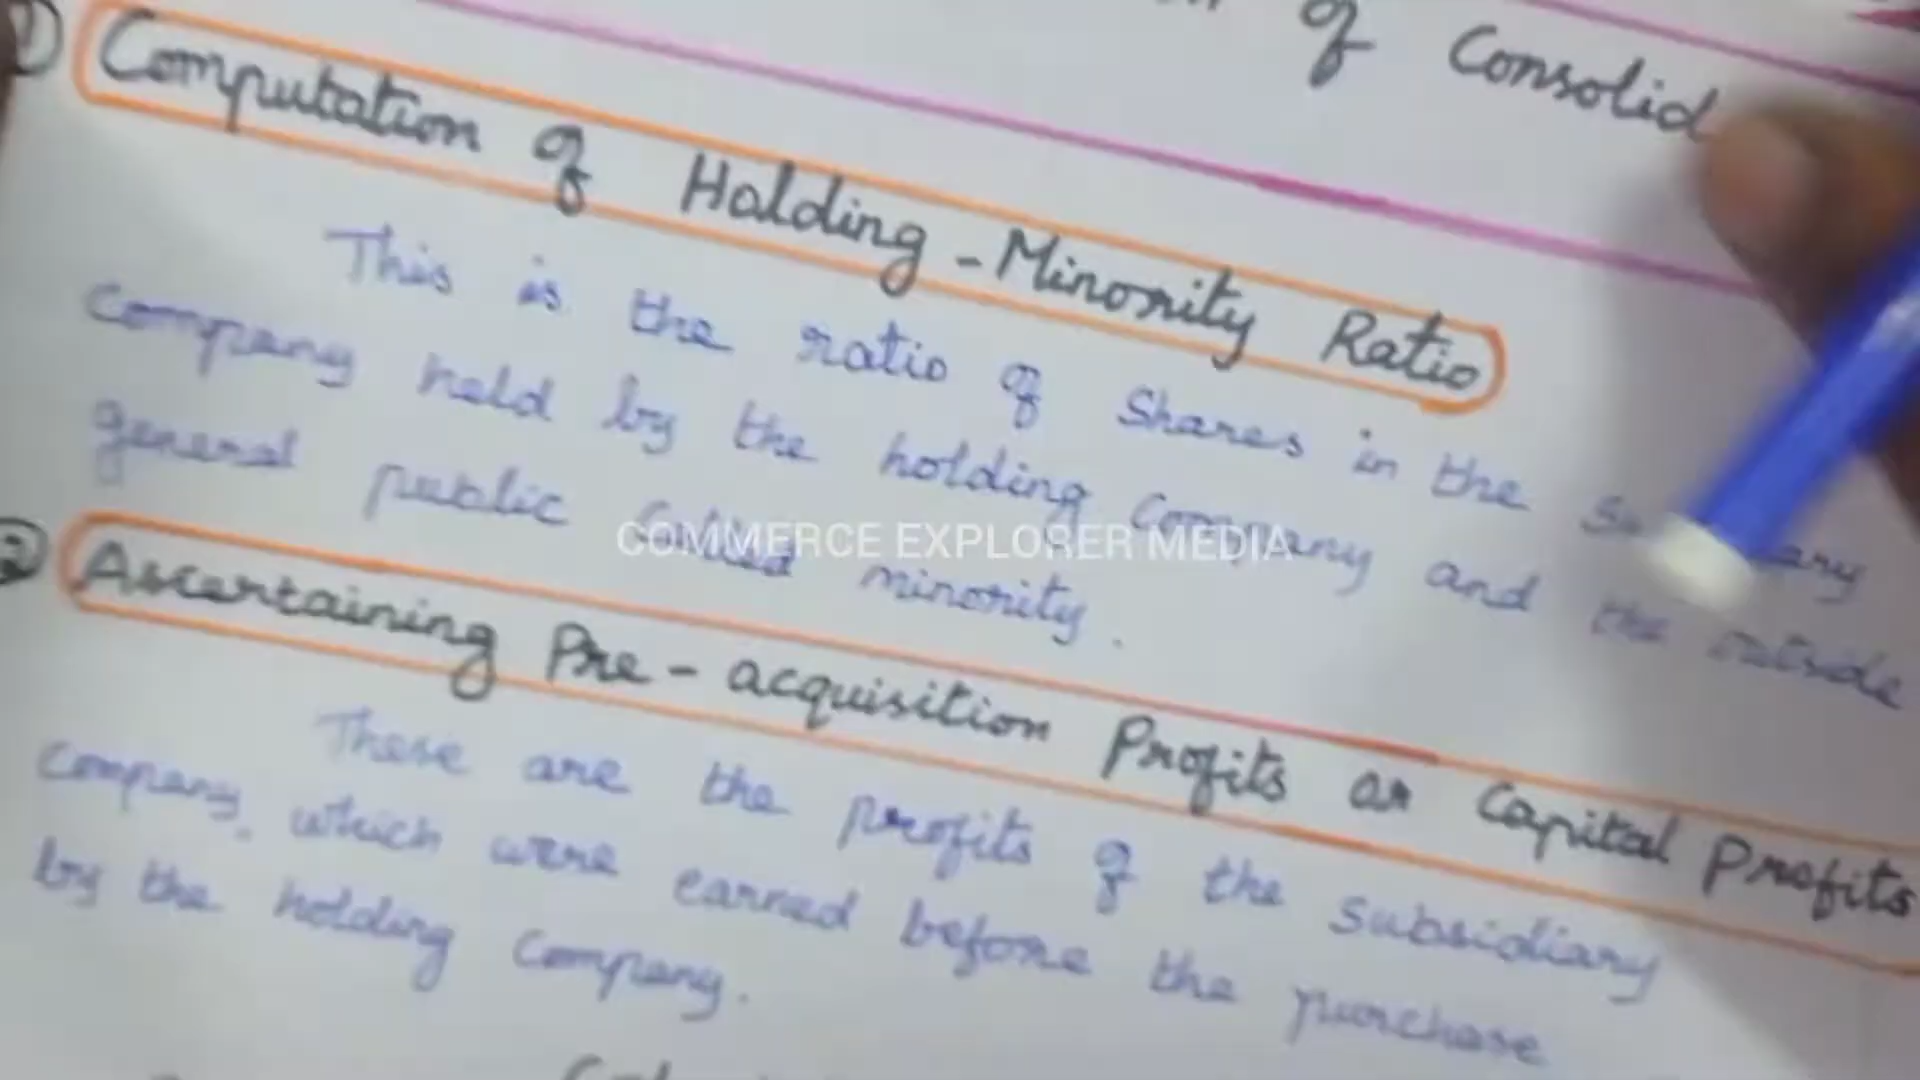 of Consolid
1) Computation of Holding - Minority Ratio
This is the ratio of Shares in the
Company held by the holding Company and the outside
general public called minority.
COMMERCE EXPLORER MEDIA
2) Ascertaining Pre - acquisition Profits or Capital Profits
These are the profits of the subsidiary
Company, which were earned before the purchase
by the holding Company.